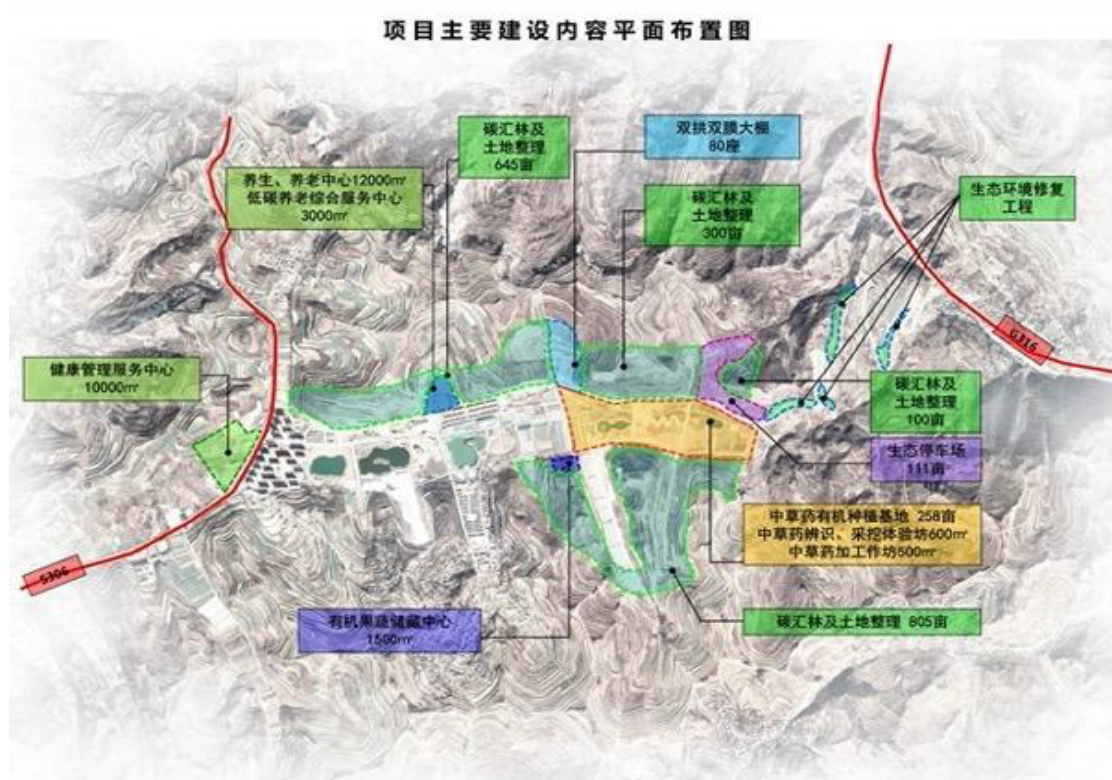 项目主要建设内容平面布置图
碳汇林及
土地整理
645亩
双拱双膜大棚
80座
养生、养老中心12000㎡
低碳养老综合服务中心
3000㎡
碳汇林及
土地整理
300亩
生态环境修复
工程
G316
健康管理服务中心
10000㎡
碳汇林及
土地整理
100亩
生态停车场
111亩
中草药有机种植基地 258亩
中草药辨识、采挖体验坊600㎡
中草药加工作坊500㎡
S306
有机果蔬储藏中心
1500㎡
碳汇林及土地整理 805亩